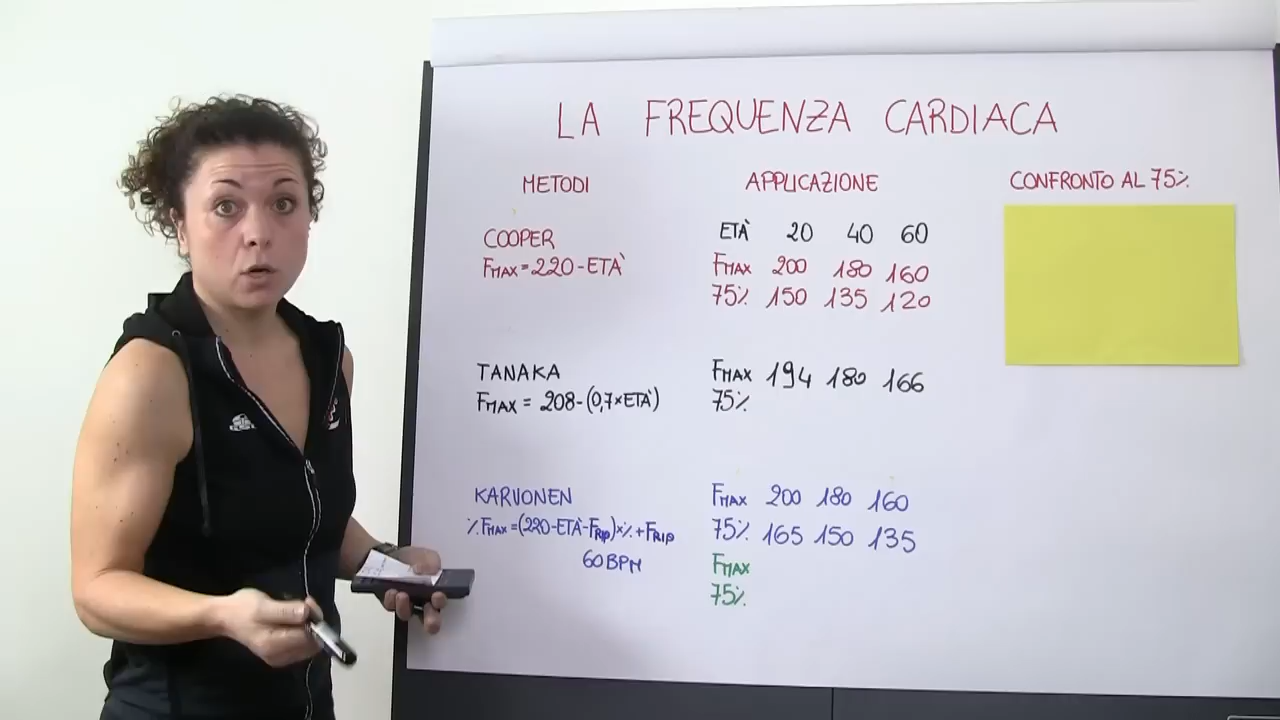 LA FREQUENZA CARDIACA
METODI
APPLICAZIONE
CONFRONTO AL 75%
COOPER
FMAX = 220 - ETÀ
ETÀ 20 40 60
FMAX 200 180 160
75% 150 135 120
TANAKA
FMAX = 208 - (0,7×ETÀ)
FMAX 194 180 166
75%
KARVONEN
% FMAX = (220-ETÀ-FRIP)×% + FRIP
60 BPM
FMAX 200 180 160
75% 165 150 135
FMAX
75%